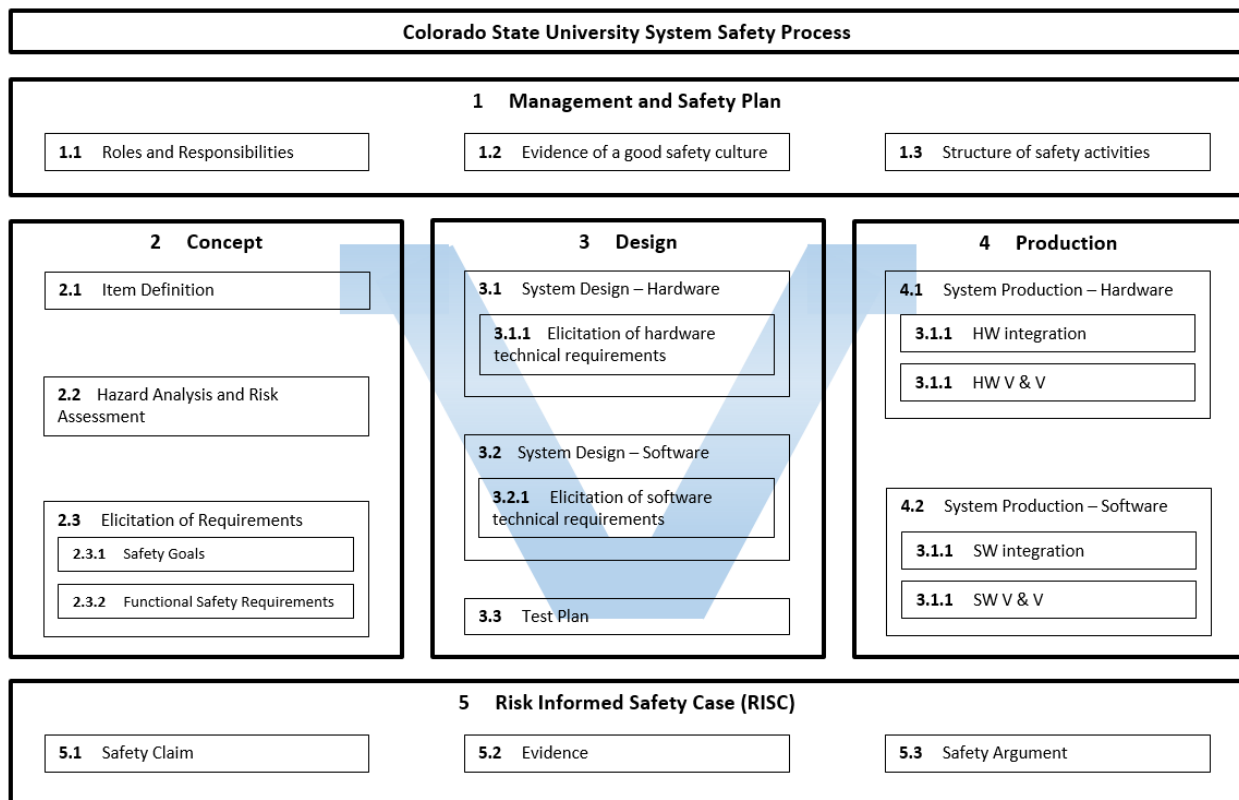 Colorado State University System Safety Process
1 Management and Safety Plan
1.1 Roles and Responsibilities
1.2 Evidence of a good safety culture
1.3 Structure of safety activities
2 Concept
2.1 Item Definition
2.2 Hazard Analysis and Risk
Assessment
2.3 Elicitation of Requirements
2.3.1 Safety Goals
2.3.2 Functional Safety Requirements
3 Design
3.1 System Design – Hardware
3.1.1 Elicitation of hardware
technical requirements
3.2 System Design – Software
3.2.1 Elicitation of software
technical requirements
3.3 Test Plan
4 Production
4.1 System Production – Hardware
3.1.1 HW integration
3.1.1 HW V & V
4.2 System Production – Software
3.1.1 SW integration
3.1.1 SW V & V
5 Risk Informed Safety Case (RISC)
5.1 Safety Claim
5.2 Evidence
5.3 Safety Argument